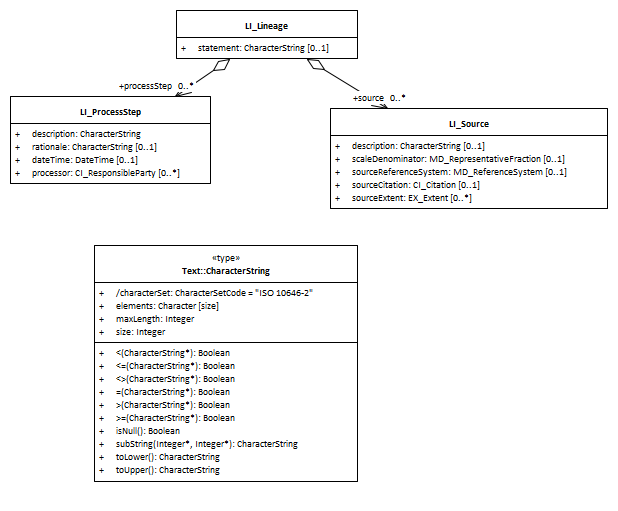 LI_Lineage
+ statement: CharacterString [0..1]
+processStep 0..*
+source 0..*
LI_ProcessStep
+ description: CharacterString
+ rationale: CharacterString [0..1]
+ dateTime: DateTime [0..1]
+ processor: CI_ResponsibleParty [0..*]
LI_Source
+ description: CharacterString [0..1]
+ scaleDenominator: MD_RepresentativeFraction [0..1]
+ sourceReferenceSystem: MD_ReferenceSystem [0..1]
+ sourceCitation: CI_Citation [0..1]
+ sourceExtent: EX_Extent [0..*]
«type»
Text::CharacterString
+ /characterSet: CharacterSetCode = "ISO 10646-2"
+ elements: Character [size]
+ maxLength: Integer
+ size: Integer
+ <(CharacterString*): Boolean
+ <=(CharacterString*): Boolean
+ <>(CharacterString*): Boolean
+ =(CharacterString*): Boolean
+ >(CharacterString*): Boolean
+ >=(CharacterString*): Boolean
+ isNull(): Boolean
+ subString(Integer*, Integer*): CharacterString
+ toLower(): CharacterString
+ toUpper(): CharacterString